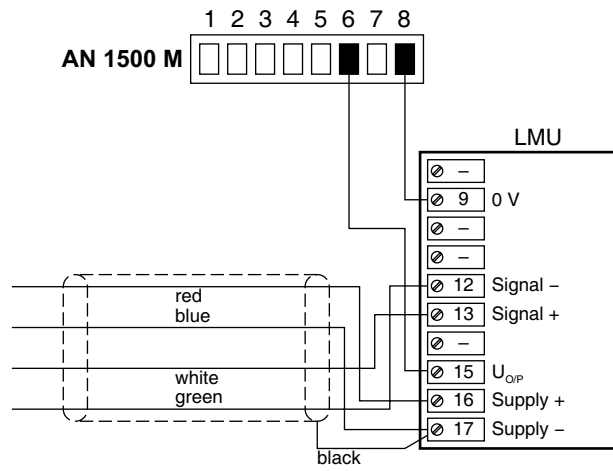 1 2 3 4 5 6 7 8
AN 1500 M
LMU
–
9 0 V
–
–
12 Signal –
13 Signal +
–
15 U O/P
16 Supply +
17 Supply –
red
blue
white
green
black